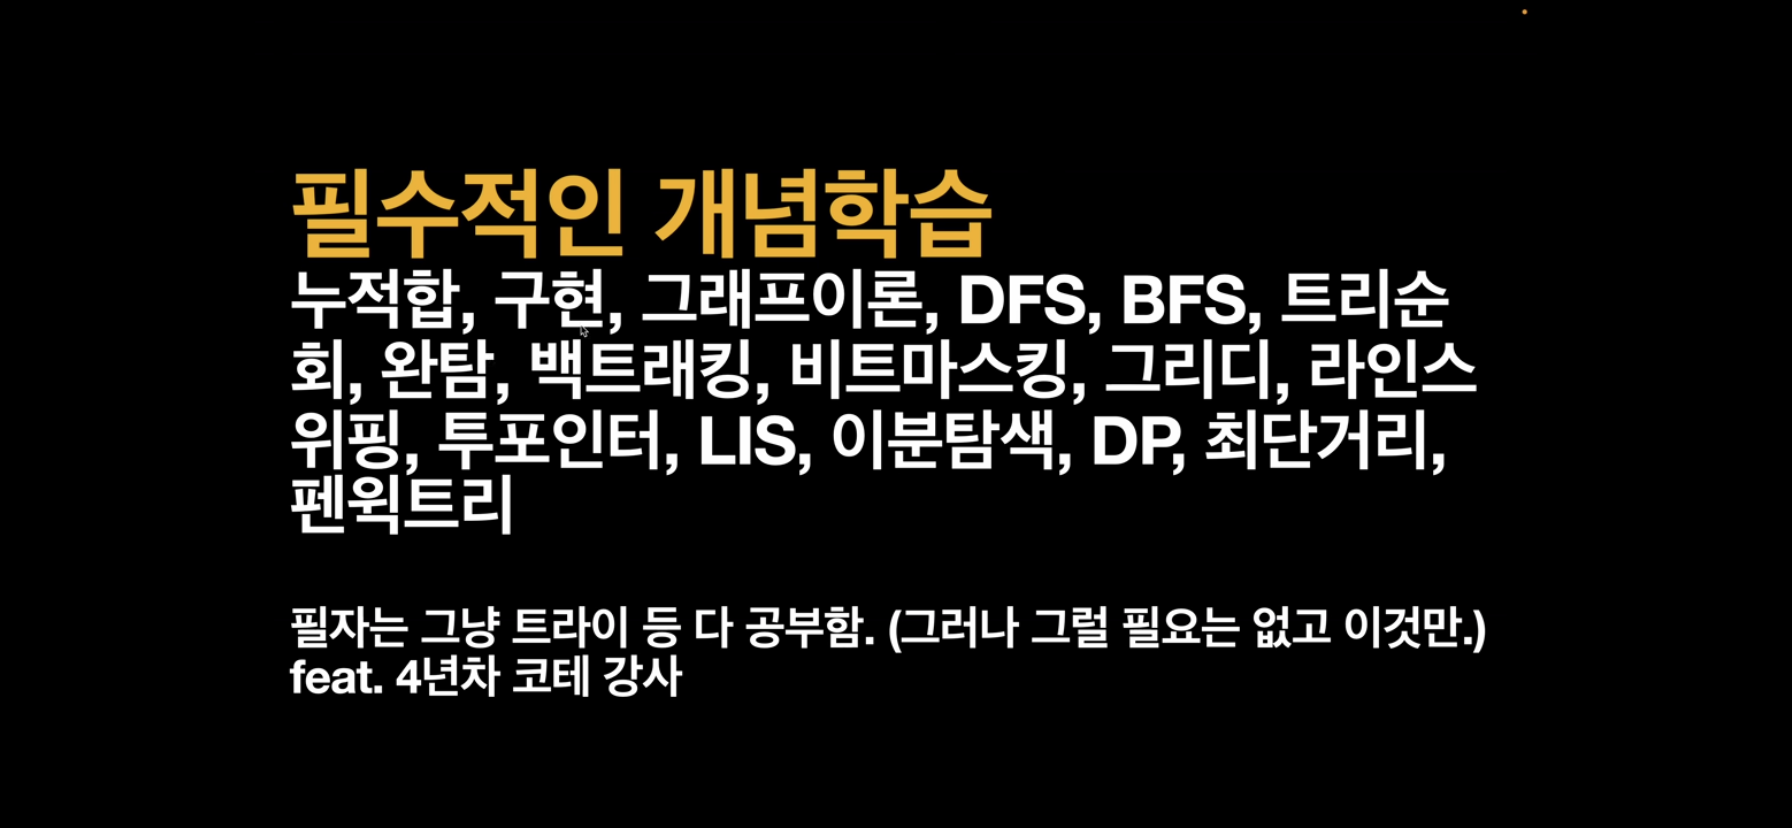 필수적인 개념학습
누적합, 구현, 그래프이론, DFS, BFS, 트리순
회, 완탐, 백트래킹, 비트마스킹, 그리디, 라인스
위핑, 투포인터, LIS, 이분탐색, DP, 최단거리,
펜윅트리
필자는 그냥 트라이 등 다 공부함. (그러나 그럴 필요는 없고 이것만.)
feat. 4년차 코테 강사